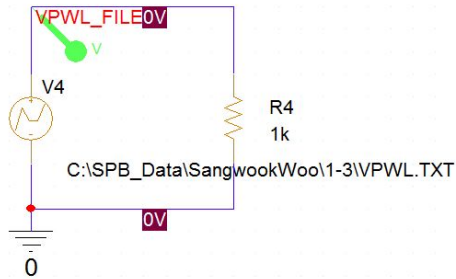 VPWL_FILE
0V
V
V4
R4
1k
C:\SPB_Data\SangwookWoo\1-3\VPWL.TXT
0V
0